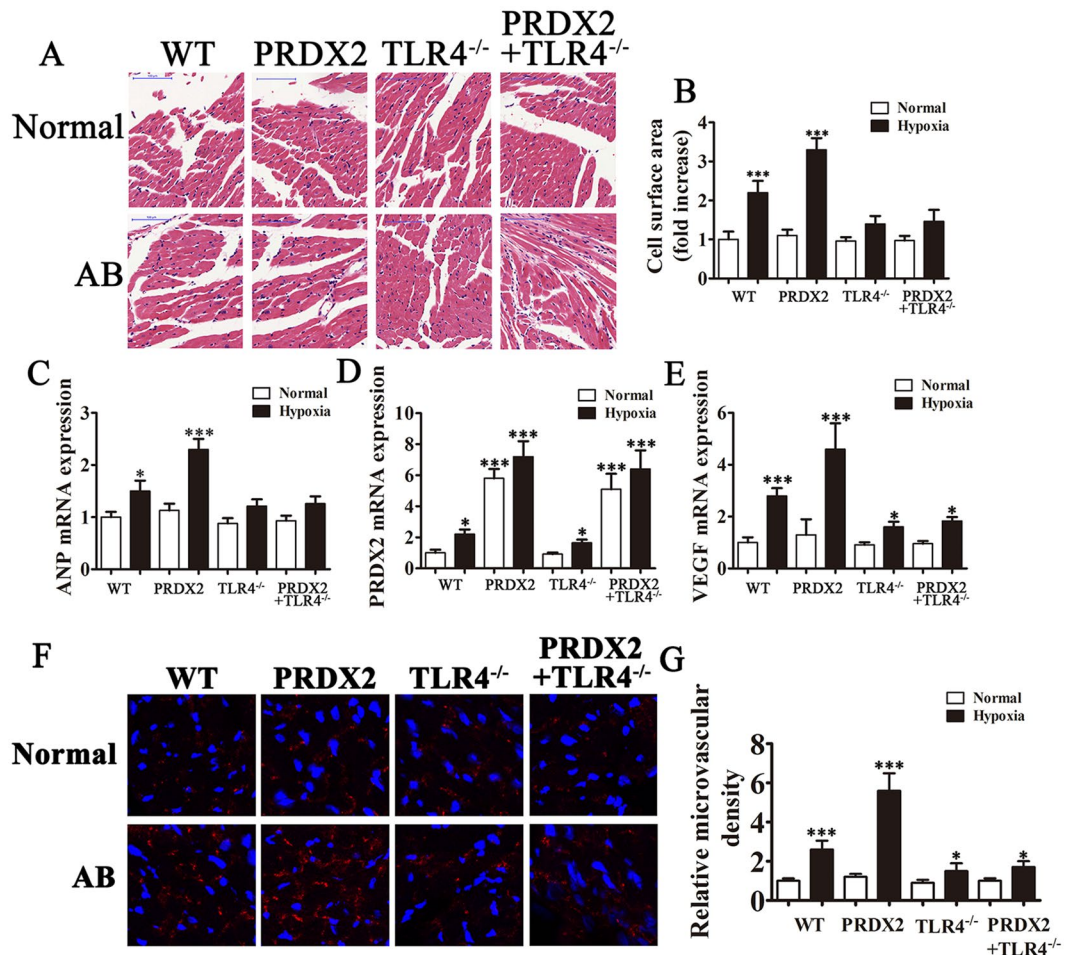 A
WT
PRDX2
TLR4-/-
PRDX2
+TLR4-/-
Normal
AB
B
Normal
Hypoxia
Cell surface area
(fold increase)
4
3
2
1
0
***
***
WT
PRDX2
TLR4-/-
PRDX2
+TLR4-/-
C
Normal
Hypoxia
ANP mRNA expression
3
2
1
0
*
***
WT
PRDX2
TLR4-/-
PRDX2
+TLR4-/-
D
Normal
Hypoxia
PRDX2 mRNA expression
10
8
6
4
2
0
*
***
***
*
***
***
WT
PRDX2
TLR4-/-
PRDX2
+TLR4-/-
E
Normal
Hypoxia
VEGF mRNA expression
6
4
2
0
***
***
*
*
WT
PRDX2
TLR4-/-
PRDX2
+TLR4-/-
F
WT
PRDX2
TLR4-/-
PRDX2
+TLR4-/-
Normal
AB
G
Normal
Hypoxia
Relative microvascular
density
8
6
4
2
0
***
***
*
*
WT
PRDX2
TLR4-/-
PRDX2
+TLR4-/-